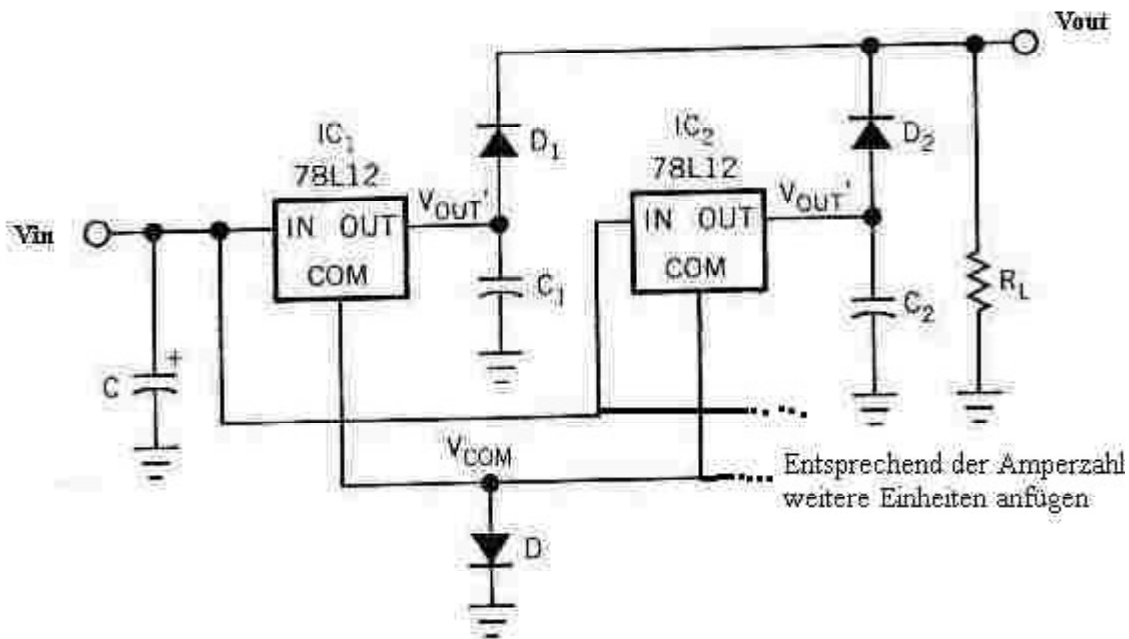 Vout
IC1
78L12
D1
IC2
78L12
D2
VOUT'
VOUT'
Vin
IN OUT
COM
IN OUT
COM
C1
C2
RL
C
+
VCOM
Entsprechend der Amperzahl
weitere Einheiten anfügen
D